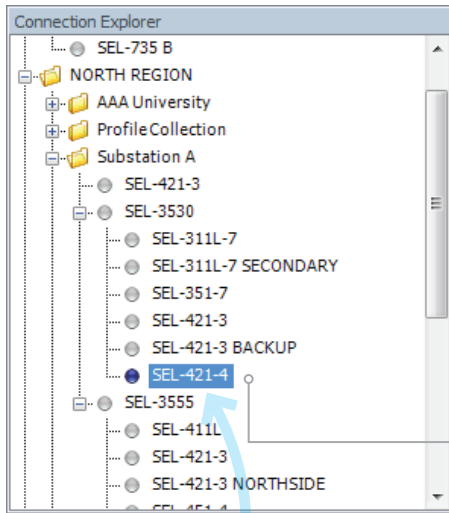 Connection Explorer
SEL-735 B
NORTH REGION
AAA University
ProfileCollection
Substation A
SEL-421-3
SEL-3530
SEL-311L-7
SEL-311L-7 SECONDARY
SEL-351-7
SEL-421-3
SEL-421-3 BACKUP
SEL-421-4
SEL-3555
SEL-411L
SEL-421-3
SEL-421-3 NORTHSIDE